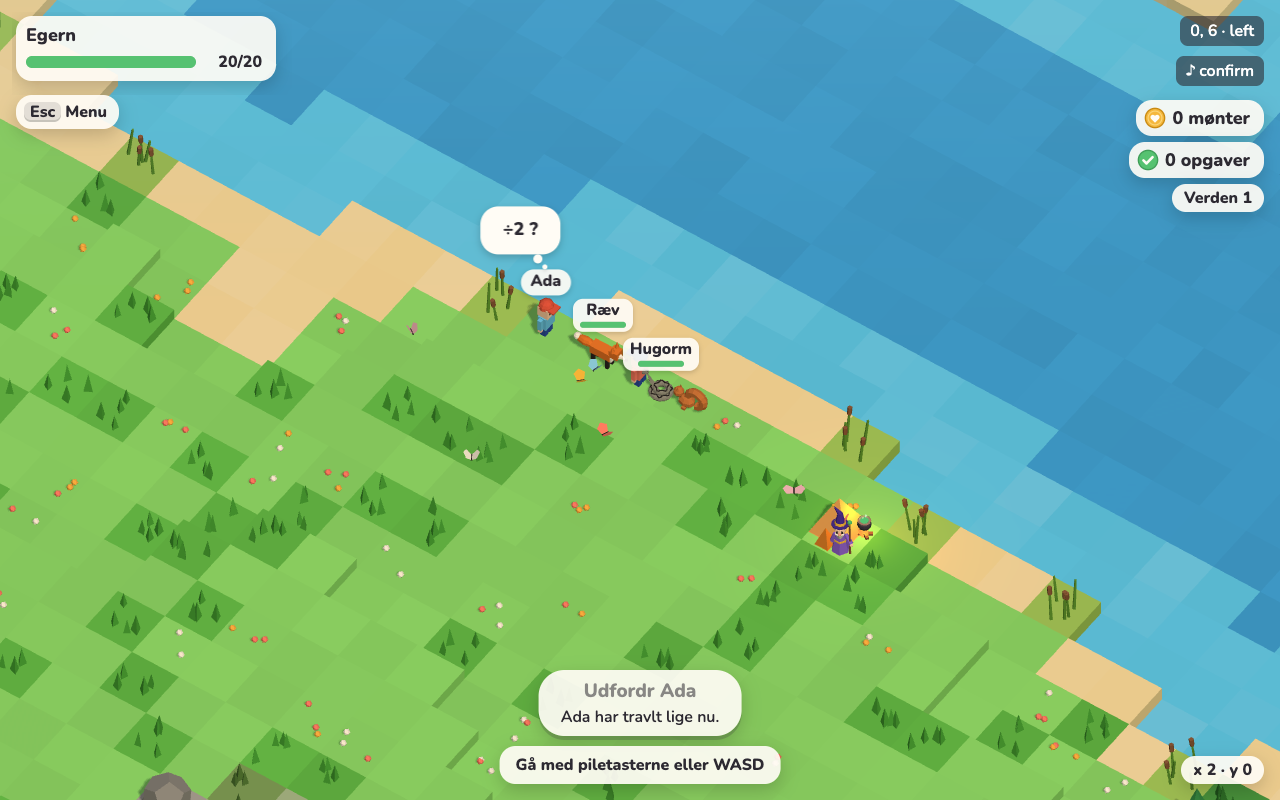 Egern
20/20
Esc Menu
0, 6 · left
♪ confirm
0 mønter
0 opgaver
Verden 1
÷2 ?
Ada
Ræv
Hugorm
Udfordr Ada
Ada har travlt lige nu.
Gå med piletasterne eller WASD
x 2 · y 0